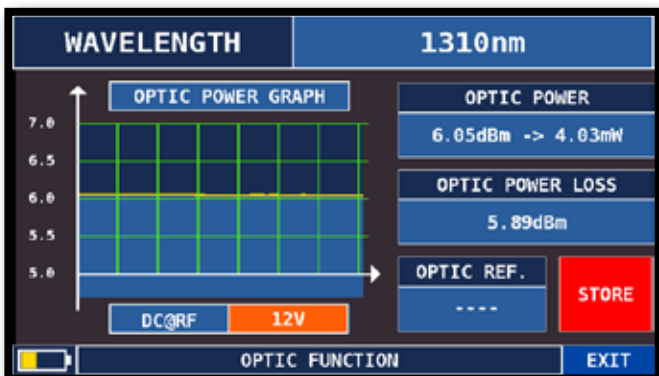 WAVELENGTH
1310nm
OPTIC POWER GRAPH
7.0
6.5
6.0
5.5
5.0
DC@RF
12V
OPTIC POWER
6.05dBm -> 4.03mW
OPTIC POWER LOSS
5.89dBm
OPTIC REF.
----
STORE
OPTIC FUNCTION
EXIT